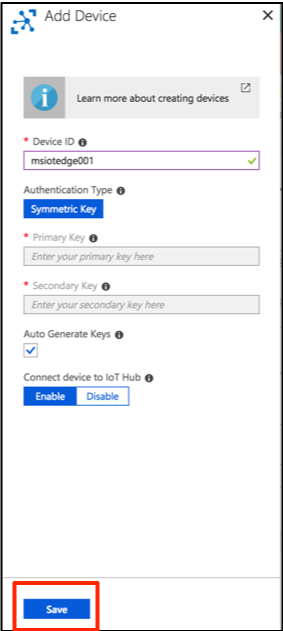 Add Device
Learn more about creating devices
* Device ID
msiotedge001
Authentication Type
Symmetric Key
* Primary Key
Enter your primary key here
* Secondary Key
Enter your secondary key here
Auto Generate Keys
Connect device to IoT Hub
Enable Disable
Save